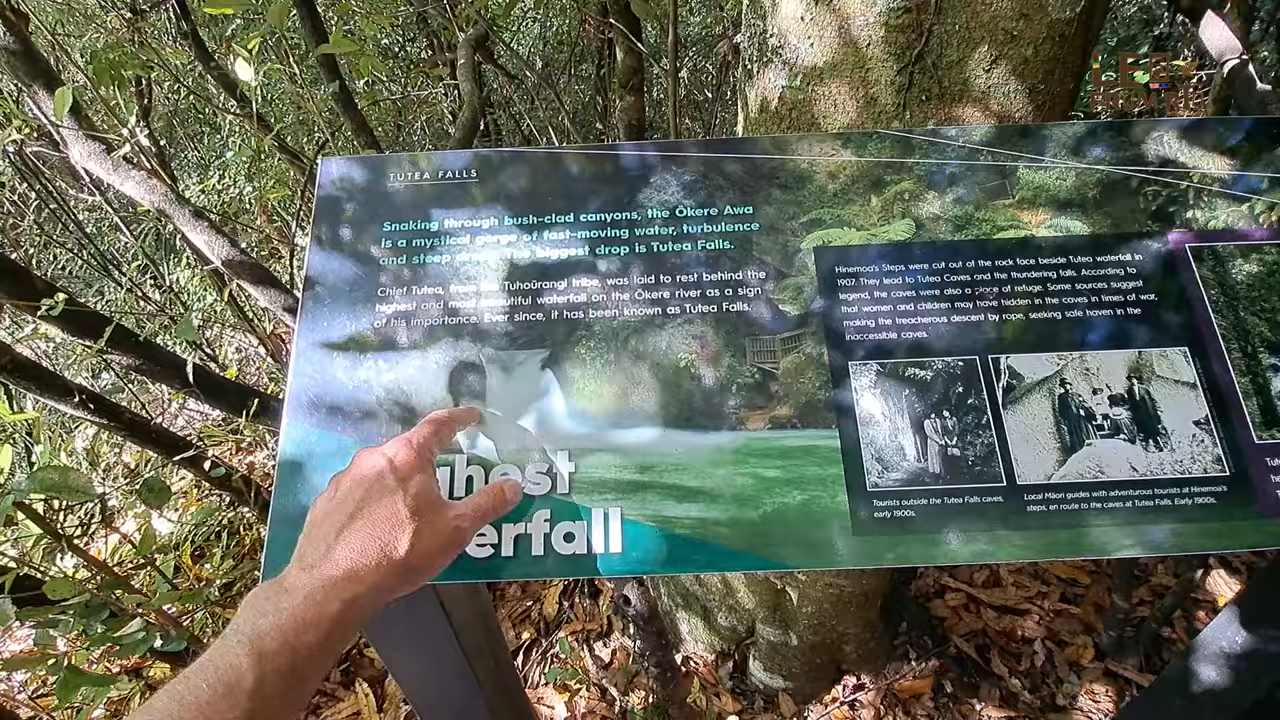 TUTEA FALLS
Snaking through bush-clad canyons, the Ōkere Awa
is a mystical gorge of fast-moving water, turbulence
and steep biggest drop is Tutea Falls.
Chief Tutea, from the Tuhoūrangi tribe, was laid to rest behind the
highest and most beautiful waterfall on the Ōkere river as a sign
of his importance. Ever since, it has been known as Tutea Falls.
ghest
erfall
Hinemoa's Steps were cut out of the rock face beside Tutea waterfall in
1907. They lead to Tutea Caves and the thundering falls. According to
legend, the caves were also a place of refuge. Some sources suggest
that women and children may have hidden in the caves in times of war,
making the treacherous descent by rope, seeking safe haven in the
inaccessible caves.
Tourists outside the Tutea Falls caves,
early 1900s.
Local Māori guides with adventurous tourists at Hinemoa's
steps, en route to the caves at Tutea Falls. Early 1900s.